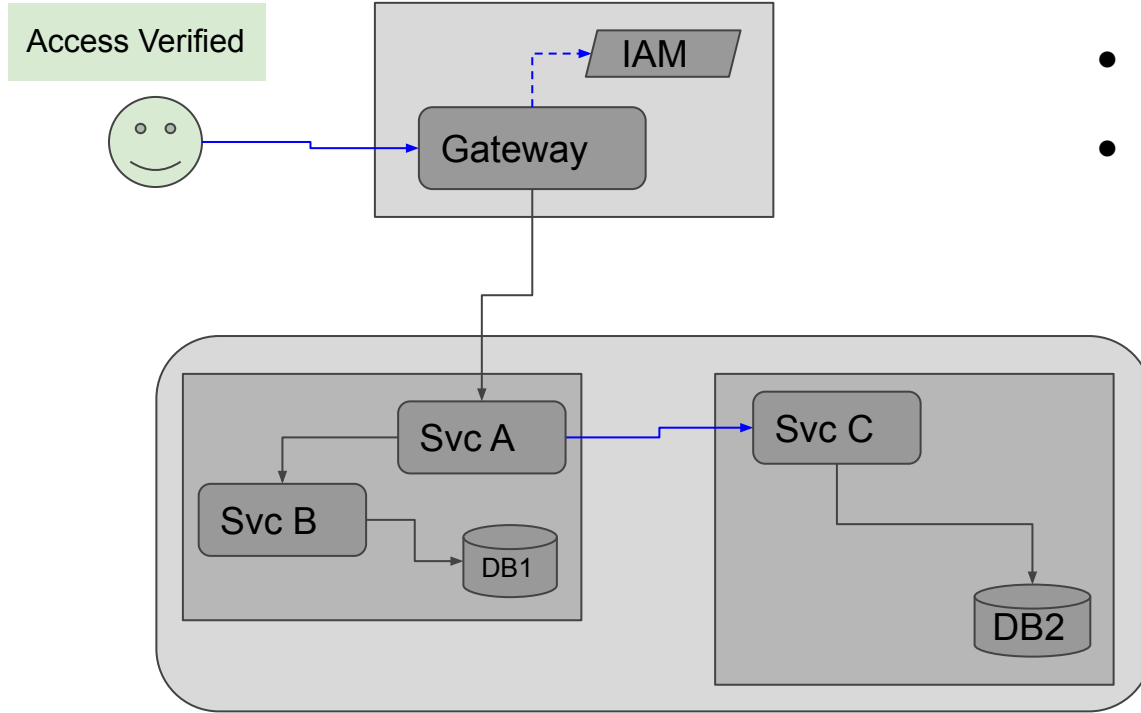 Access Verified
IAM
Gateway
Svc A
Svc C
Svc B
DB1
DB2